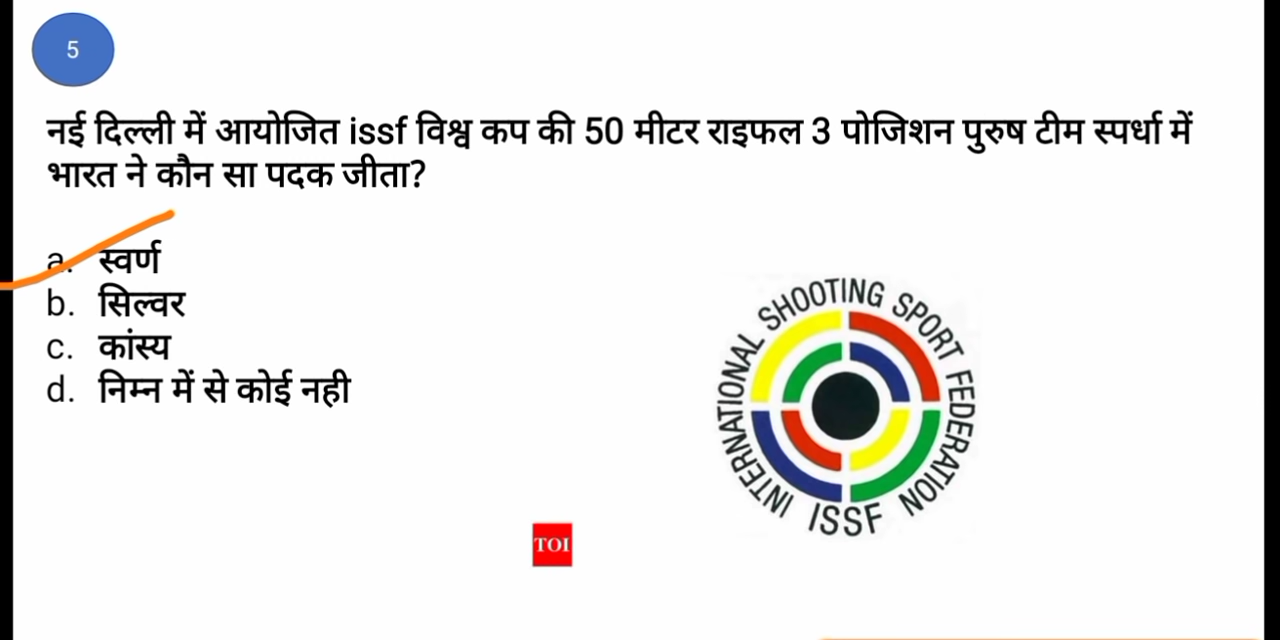 5
नई दिल्ली में आयोजित issf विश्व कप की 50 मीटर राइफल 3 पोजिशन पुरुष टीम स्पर्धा में
भारत ने कौन सा पदक जीता?
a. स्वर्ण
b. सिल्वर
c. कांस्य
d. निम्न में से कोई नही
INTERNATIONAL SHOOTING SPORT FEDERATION
ISSF
TOI